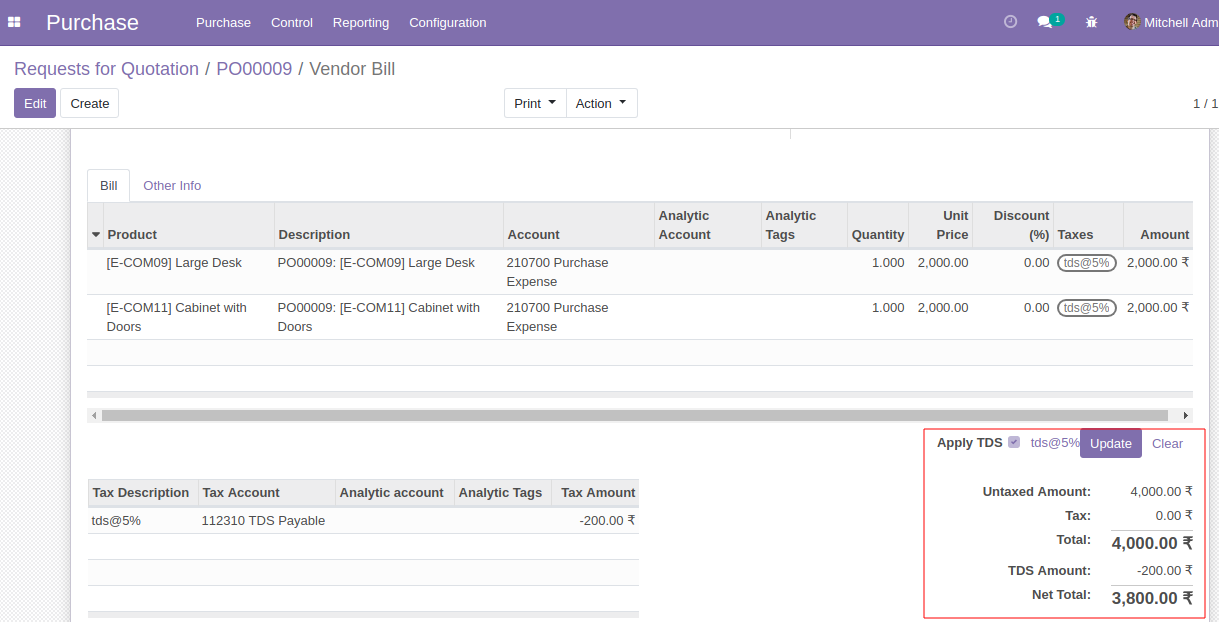 Purchase Purchase Control Reporting Configuration 1 Mitchell Adm
Requests for Quotation / PO00009 / Vendor Bill
Edit Create Print Action 1 / 1
Bill Other Info
Product Description Account Analytic Account Analytic Tags Quantity Unit Price Discount (%) Taxes Amount
[E-COM09] Large Desk PO00009: [E-COM09] Large Desk 210700 Purchase Expense 1.000 2,000.00 0.00 tds@5% 2,000.00 ₹
[E-COM11] Cabinet with Doors PO00009: [E-COM11] Cabinet with Doors 210700 Purchase Expense 1.000 2,000.00 0.00 tds@5% 2,000.00 ₹
Apply TDS tds@5% Update Clear
Tax Description Tax Account Analytic account Analytic Tags Tax Amount
tds@5% 112310 TDS Payable -200.00 ₹
Untaxed Amount: 4,000.00 ₹
Tax: 0.00 ₹
Total: 4,000.00 ₹
TDS Amount: -200.00 ₹
Net Total: 3,800.00 ₹